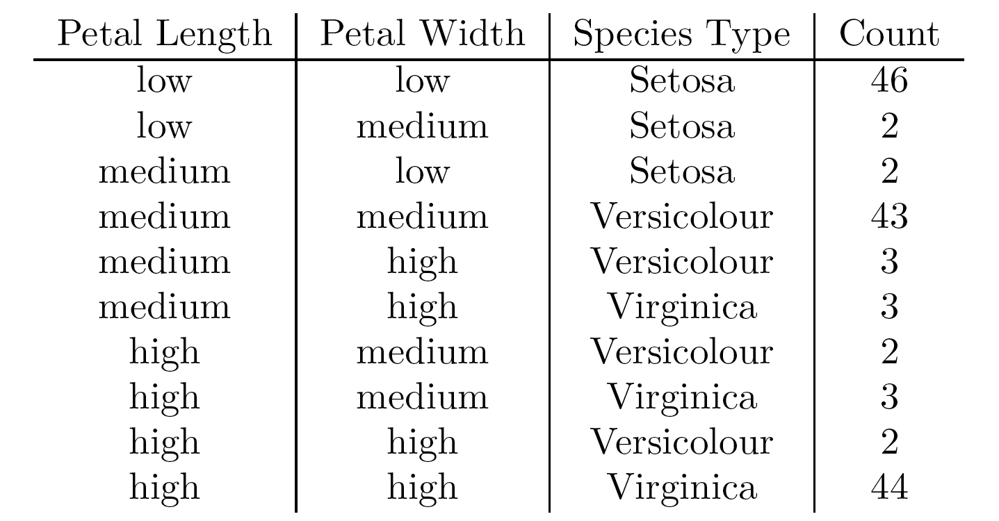 Petal Length Petal Width Species Type Count
low low Setosa 46
low medium Setosa 2
medium low Setosa 2
medium medium Versicolour 43
medium high Versicolour 3
medium high Virginica 3
high medium Versicolour 2
high medium Virginica 3
high high Versicolour 2
high high Virginica 44